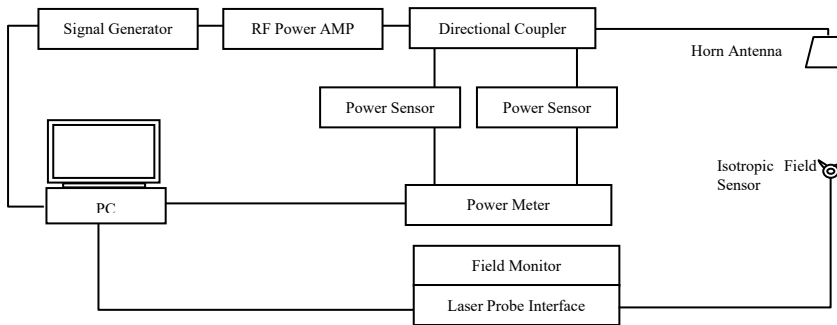 Signal Generator
RF Power AMP
Directional Coupler
Horn Antenna
Power Sensor
Power Sensor
Isotropic Field
Sensor
PC
Power Meter
Field Monitor
Laser Probe Interface